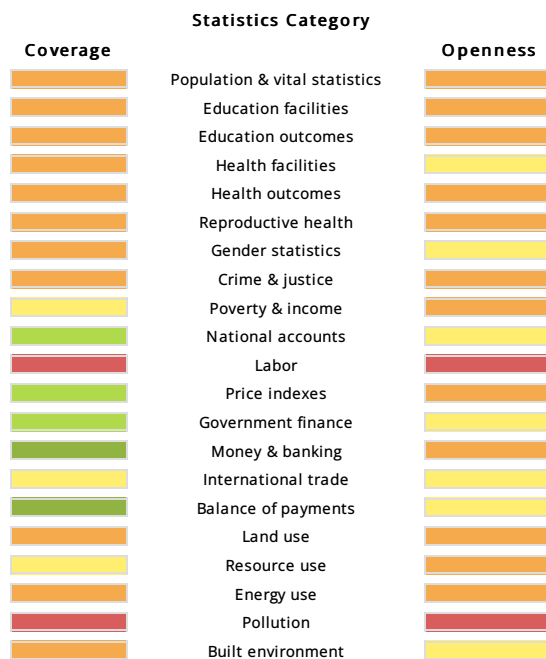 Statistics Category
Coverage Openness
Population & vital statistics
Education facilities
Education outcomes
Health facilities
Health outcomes
Reproductive health
Gender statistics
Crime & justice
Poverty & income
National accounts
Labor
Price indexes
Government finance
Money & banking
International trade
Balance of payments
Land use
Resource use
Energy use
Pollution
Built environment